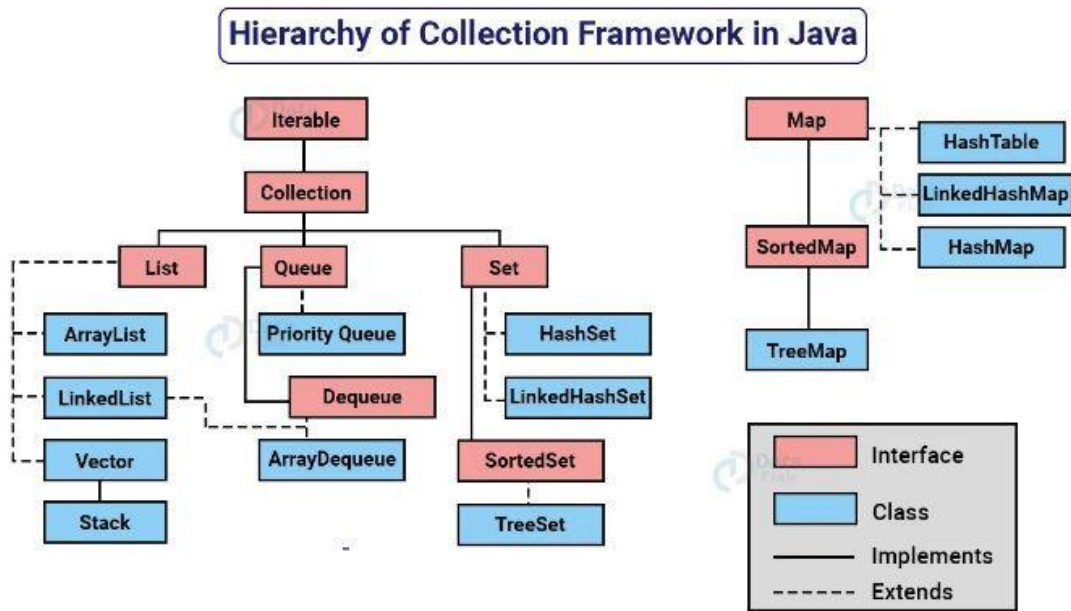 Hierarchy of Collection Framework in Java
Iterable
Map
HashTable
Collection
LinkedHashMap
List
Queue
Set
SortedMap
HashMap
ArrayList
Priority Queue
HashSet
TreeMap
LinkedList
Dequeue
LinkedHashSet
Vector
ArrayDequeue
SortedSet
Stack
TreeSet
Interface
Class
Implements
Extends